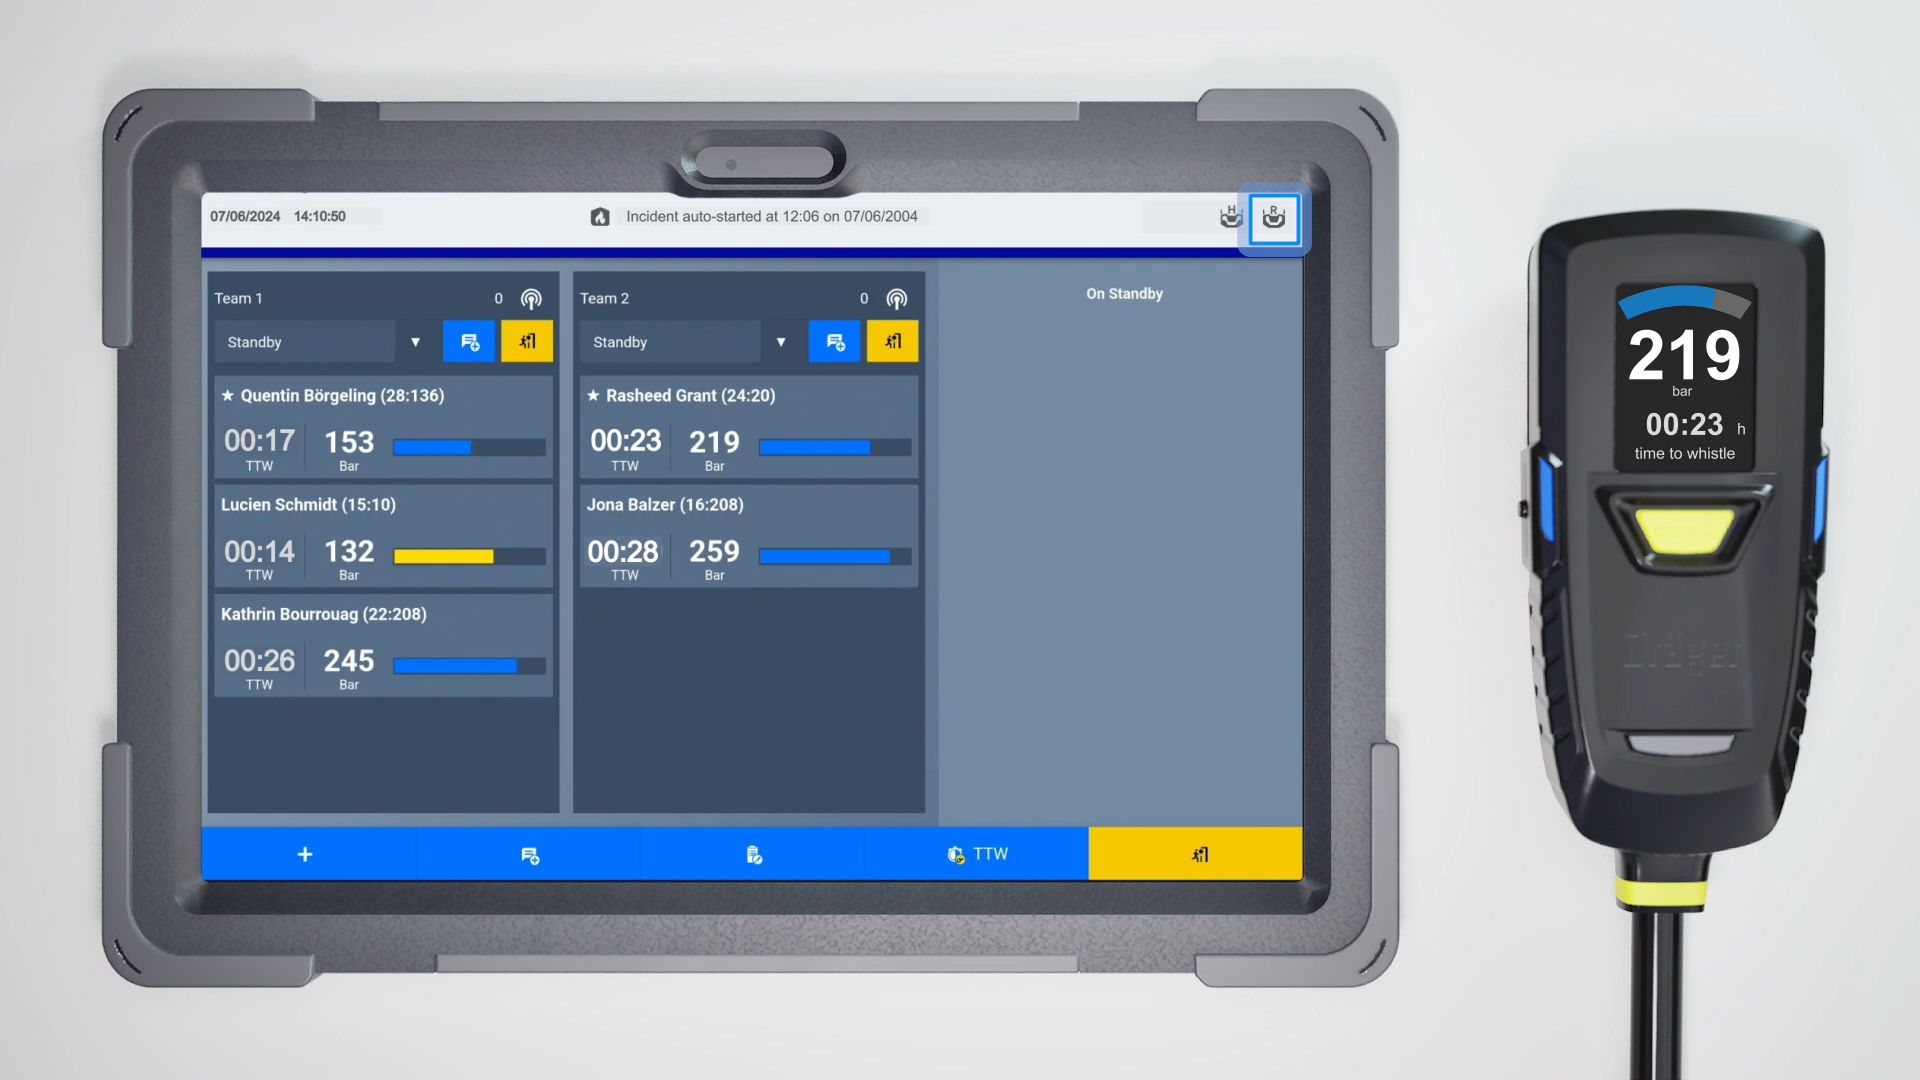 07/06/2024 14:10:50
Incident auto-started at 12:06 on 07/06/2004
H
R
Team 1 0
Standby
★ Quentin Börgeling (28:136)
00:17 153
TTW Bar
Lucien Schmidt (15:10)
00:14 132
TTW Bar
Kathrin Bourrouag (22:208)
00:26 245
TTW Bar
Team 2 0
Standby
★ Rasheed Grant (24:20)
00:23 219
TTW Bar
Jona Balzer (16:208)
00:28 259
TTW Bar
On Standby
+
TTW
219
bar
00:23 h
time to whistle
Dräger